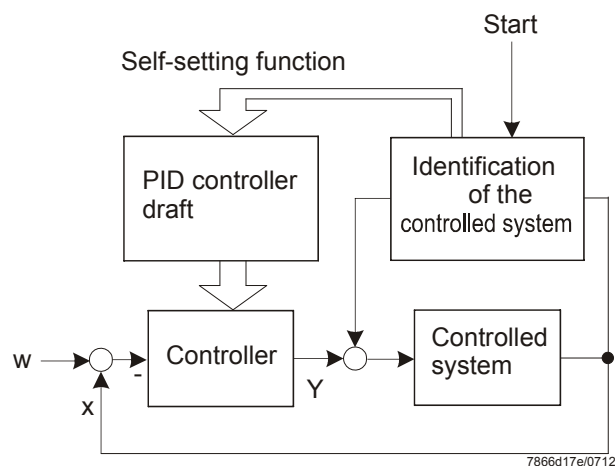 Start
Self-setting function
PID controller
draft
Identification
of the
controlled system
w
-
x
Controller
Y
Controlled
system
7866d17e/0712